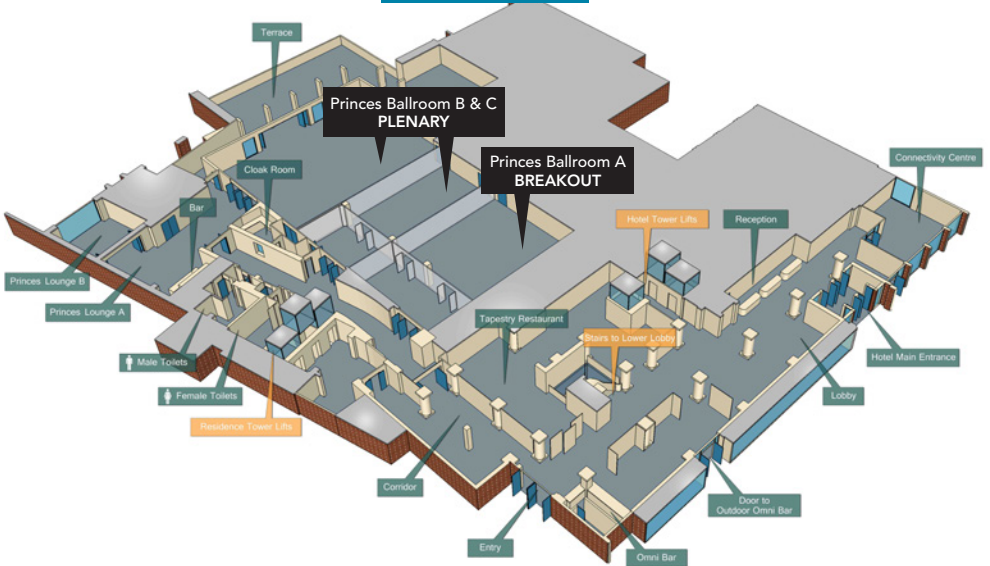 Terrace
Princes Ballroom B & C
PLENARY
Princes Ballroom A
BREAKOUT
Connectivity Centre
Cloak Room
Bar
Hotel Tower Lifts
Reception
Princes Lounge B
Princes Lounge A
Tapestry Restaurant
Stairs to Lower Lobby
Male Toilets
Hotel Main Entrance
Female Toilets
Lobby
Residence Tower Lifts
Corridor
Door to
Outdoor Omni Bar
Entry
Omni Bar